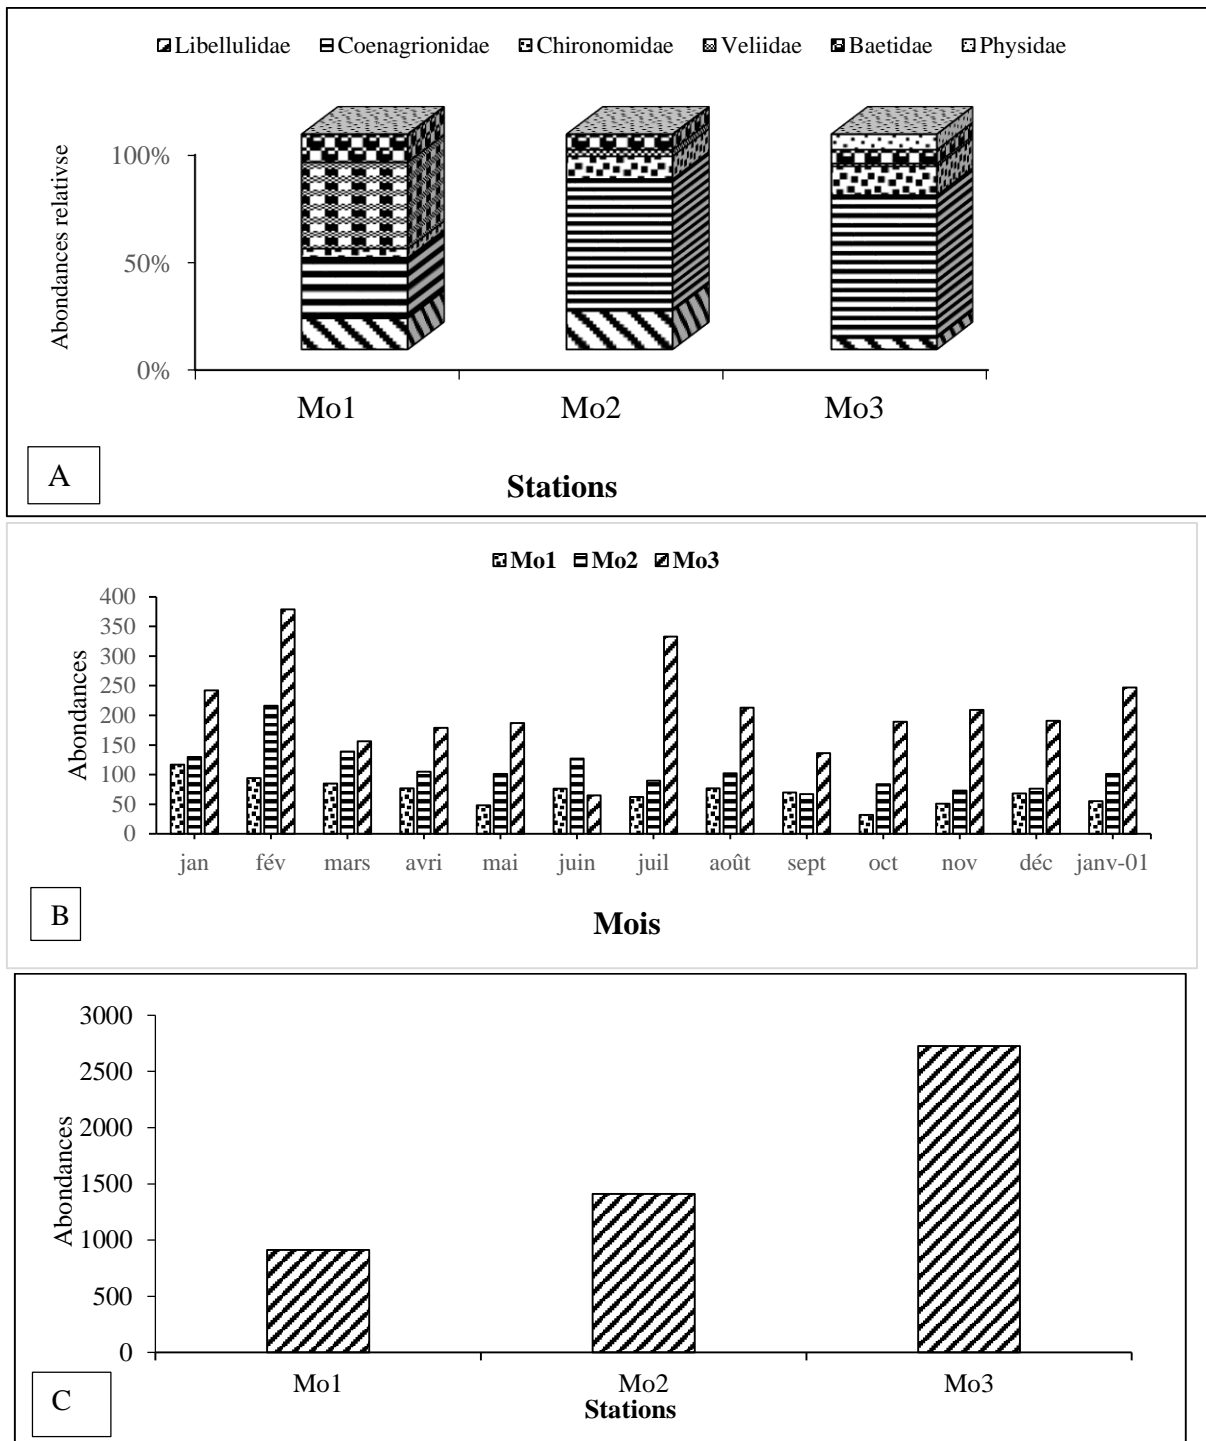 Libellulidae Coenagrionidae Chironomidae Veliidae Baetidae Physidae
Abondances relativse
100%
50%
0%
Mo1 Mo2 Mo3
A
Stations
Mo1 Mo2 Mo3
Abondances
400
350
300
250
200
150
100
50
0
jan fév mars avri mai juin juil août sept oct nov déc janv-01
B
Mois
3000
2500
2000
1500
1000
500
0
Abondances
Mo1 Mo2 Mo3
C
Stations